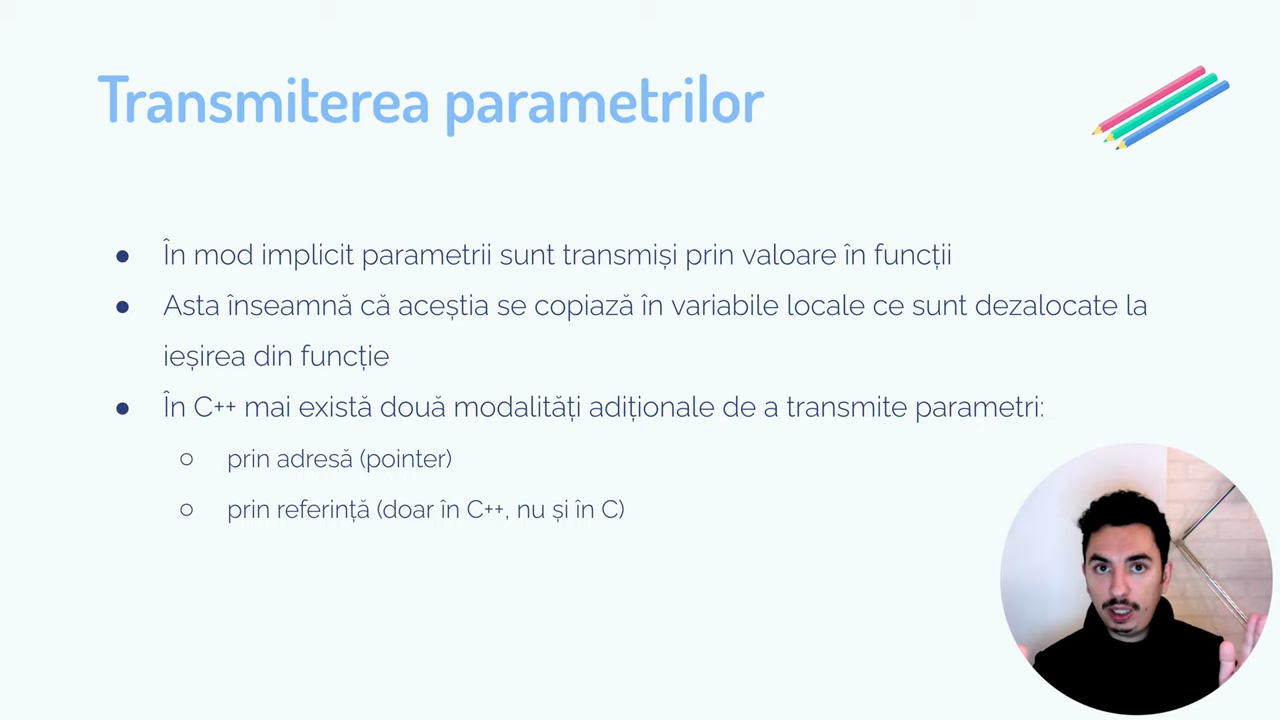 Transmiterea parametrilor
● În mod implicit parametrii sunt transmiși prin valoare în funcții
● Asta înseamnă că aceștia se copiază în variabile locale ce sunt dezalocate la
ieșirea din funcție
● În C++ mai există două modalități adiționale de a transmite parametri:
○ prin adresă (pointer)
○ prin referință (doar în C++, nu și în C)